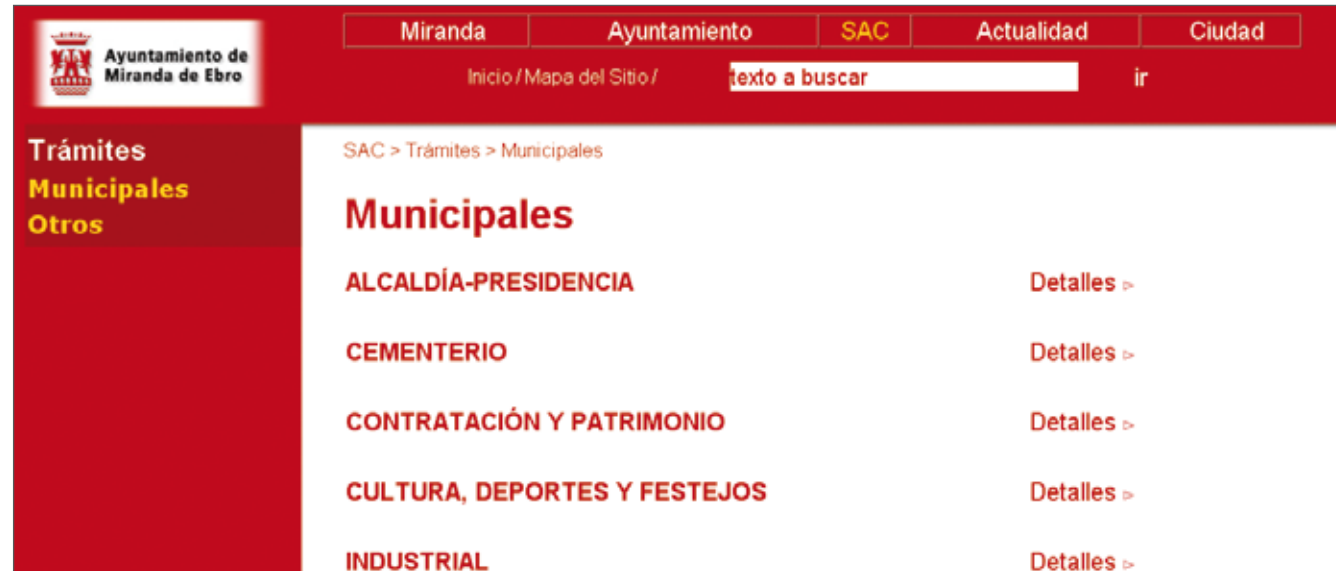 Ayuntamiento de
Miranda de Ebro
Miranda Ayuntamiento SAC Actualidad Ciudad
Inicio / Mapa del Sitio / texto a buscar ir
Trámites
Municipales
Otros
SAC > Trámites > Municipales
Municipales
ALCALDÍA-PRESIDENCIA Detalles
CEMENTERIO Detalles
CONTRATACIÓN Y PATRIMONIO Detalles
CULTURA, DEPORTES Y FESTEJOS Detalles
INDUSTRIAL Detalles